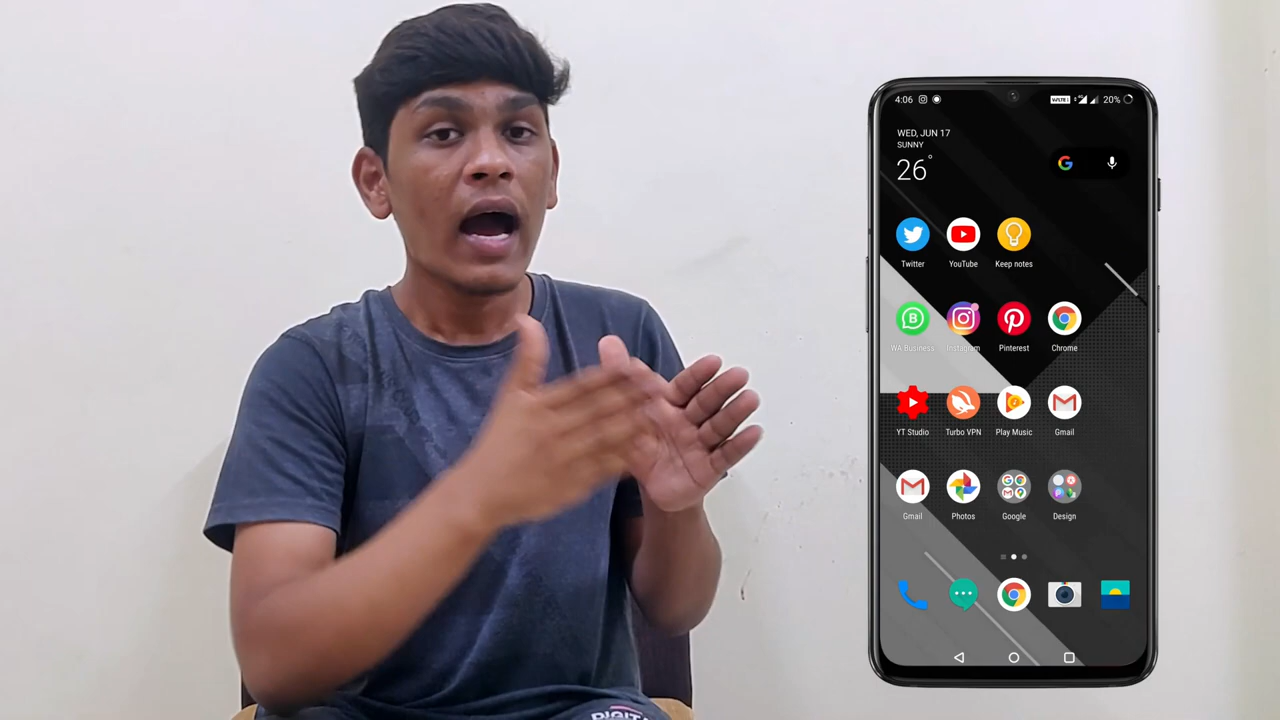 4:06
VoLTE 20%
WED, JUN 17
SUNNY
26°
G
Twitter YouTube Keep notes
B
WA Business Instagram Pinterest Chrome
YT Studio Turbo VPN Play Music Gmail
Gmail Photos Google Design